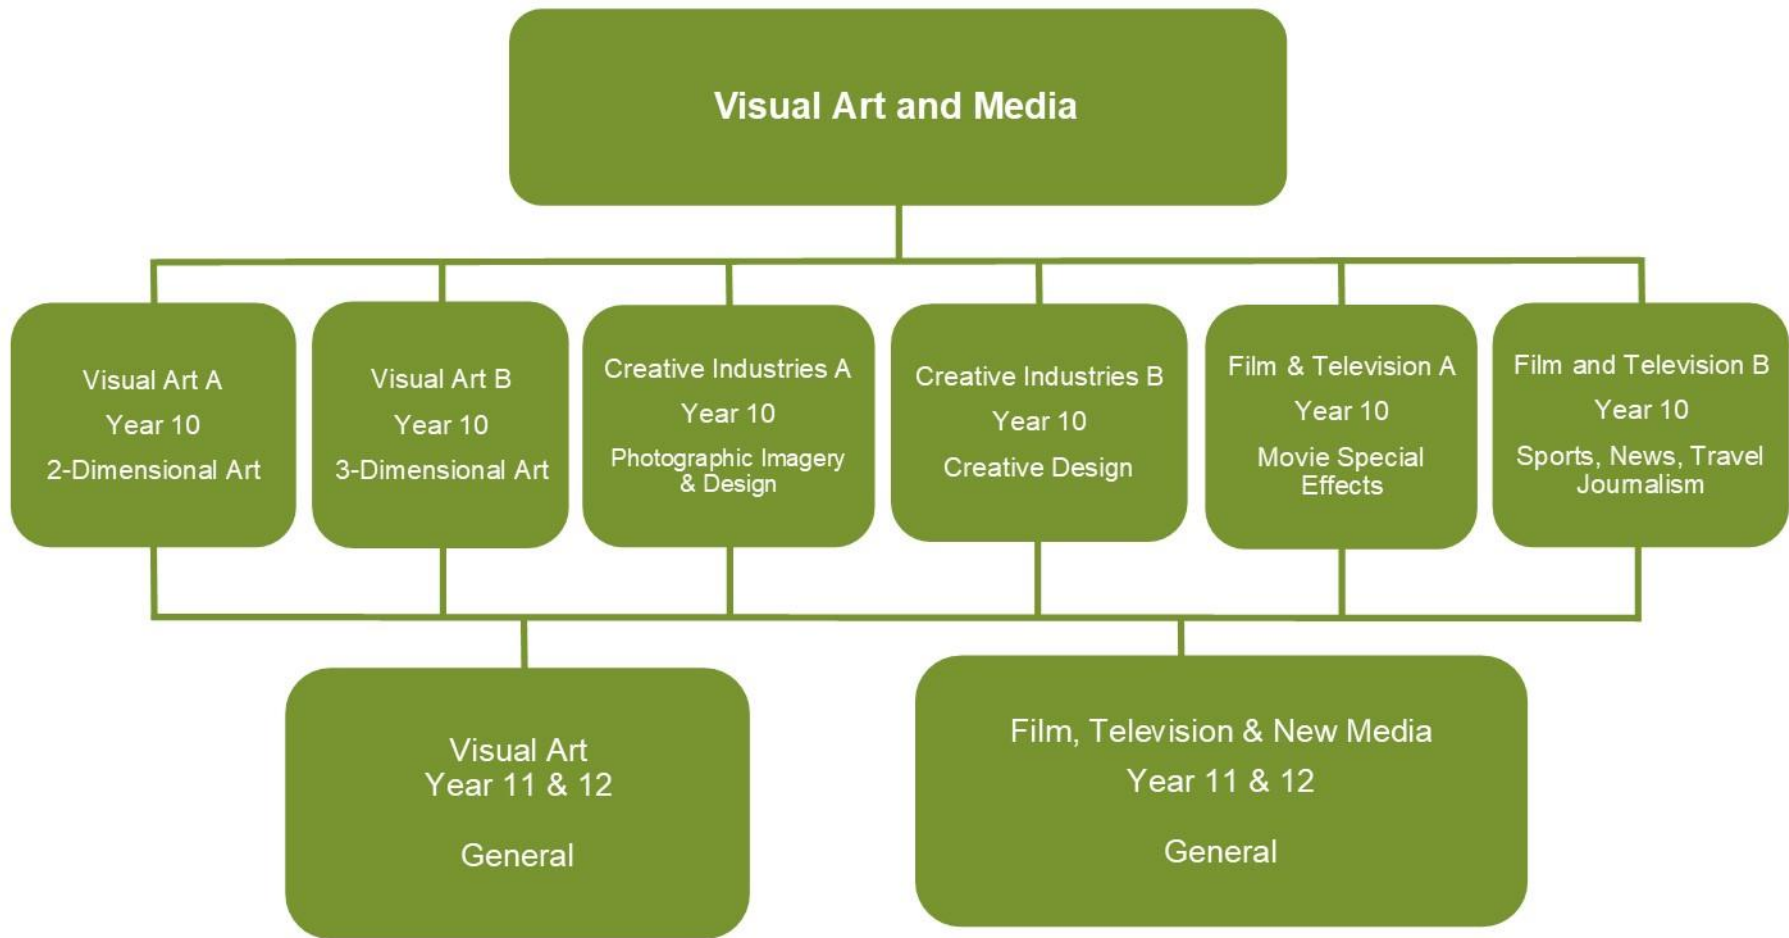 Visual Art and Media
Visual Art A
Year 10
2-Dimensional Art
Visual Art B
Year 10
3-Dimensional Art
Creative Industries A
Year 10
Photographic Imagery
& Design
Creative Industries B
Year 10
Creative Design
Film & Television A
Year 10
Movie Special
Effects
Film and Television B
Year 10
Sports, News, Travel
Journalism
Visual Art
Year 11 & 12
General
Film, Television & New Media
Year 11 & 12
General